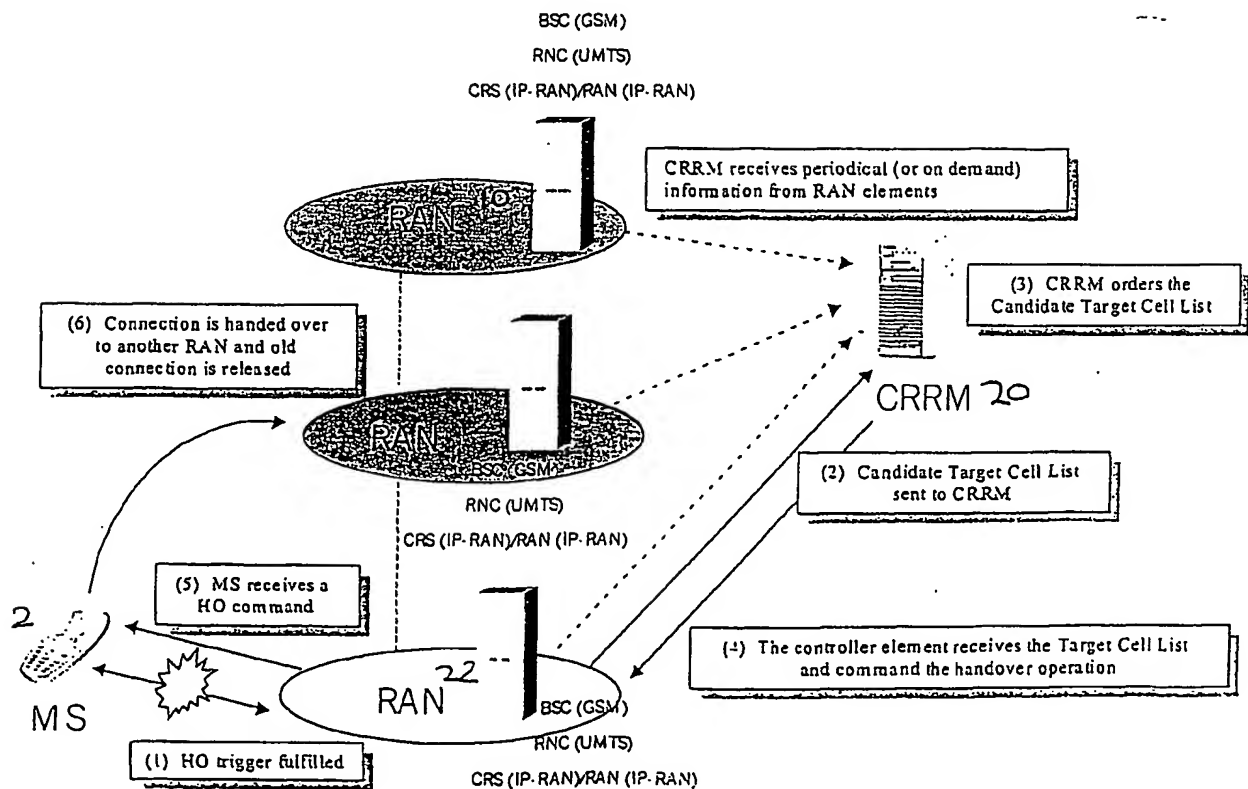 BSC (GSM)
RNC (UMTS)
CRS (IP-RAN)/RAN (IP-RAN)
CRRM receives periodical (or on demand)
information from RAN elements
RAN 10
(3) CRRM orders the
Candidate Target Cell List
(6) Connection is handed over
to another RAN and old
connection is released
CRRM 20
RAN
BSC (GSM)
RNC (UMTS)
CRS (IP-RAN)/RAN (IP-RAN)
(2) Candidate Target Cell List
sent to CRRM
(5) MS receives a
HO command
2
MS
(4) The controller element receives the Target Cell List
and command the handover operation
RAN 22
BSC (GSM)
RNC (UMTS)
CRS (IP-RAN)/RAN (IP-RAN)
(1) HO trigger fulfilled